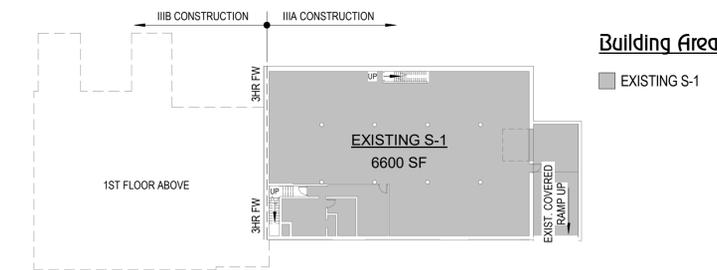 IIIB CONSTRUCTION
IIIA CONSTRUCTION
Building Area
EXISTING S-1
3HR FW
UP
EXISTING S-1
6600 SF
1ST FLOOR ABOVE
UP
3HR FW
EXIST. COVERED
RAMP UP